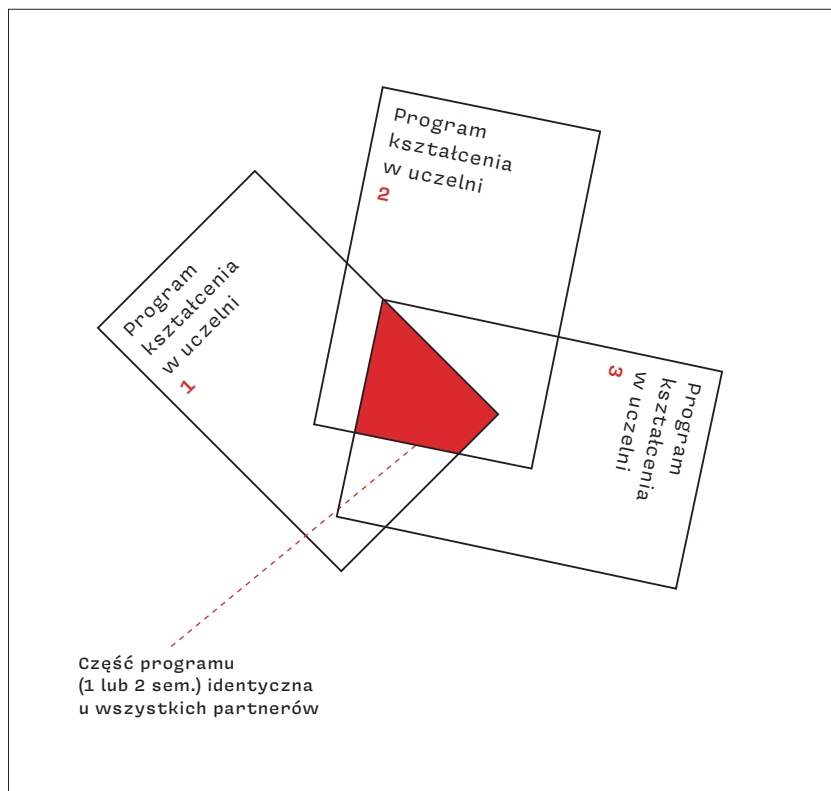 Program
kształcenia
w uczelni
1
Program
kształcenia
w uczelni
2
Program
kształcenia
w uczelni
3
Część programu
(1 lub 2 sem.) identyczna
u wszystkich partnerów